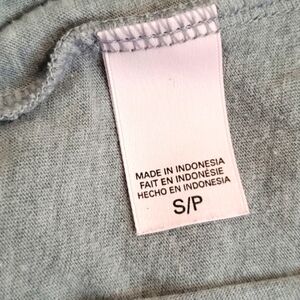 MADE IN INDONESIA
FAIT EN INDONÉSIE
HECHO EN INDONESIA
S/P